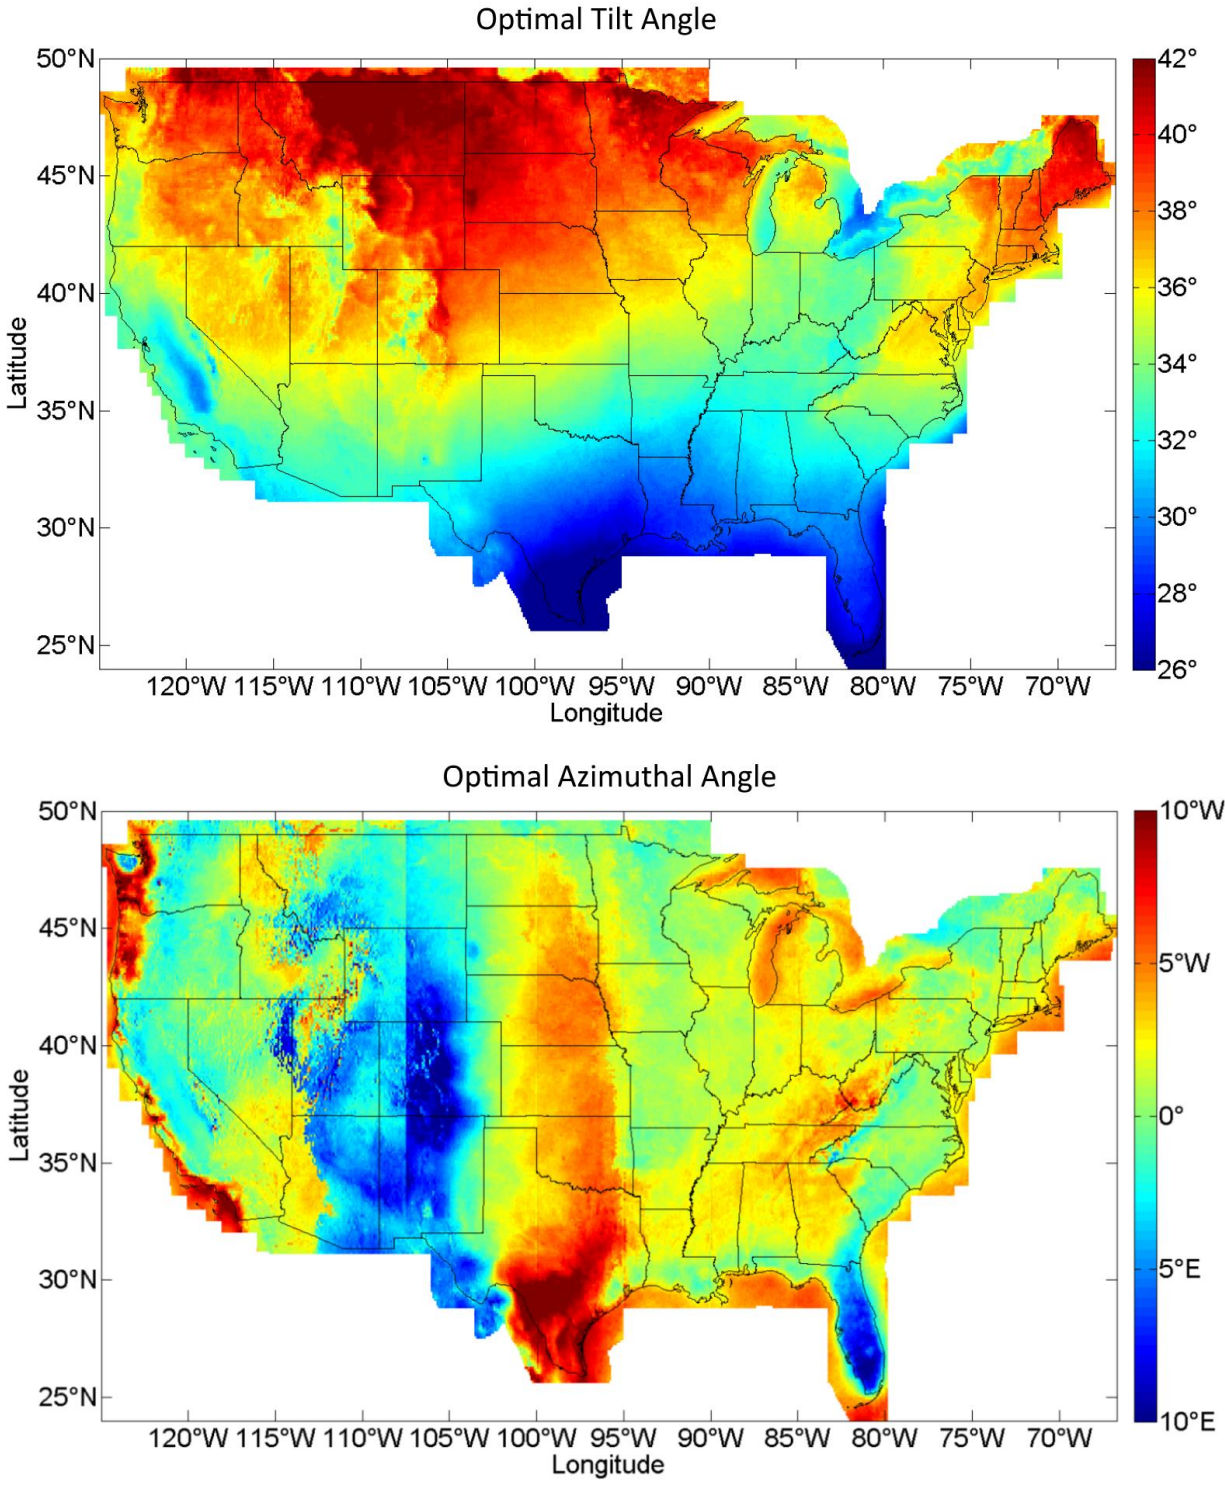 Optimal Tilt Angle
50°N
45°N
40°N
35°N
30°N
25°N
Latitude
120°W 115°W 110°W 105°W 100°W 95°W 90°W 85°W 80°W 75°W 70°W
Longitude
42°
40°
38°
36°
34°
32°
30°
28°
26°
Optimal Azimuthal Angle
50°N
45°N
40°N
35°N
30°N
25°N
Latitude
120°W 115°W 110°W 105°W 100°W 95°W 90°W 85°W 80°W 75°W 70°W
Longitude
10°W
5°W
0°
5°E
10°E